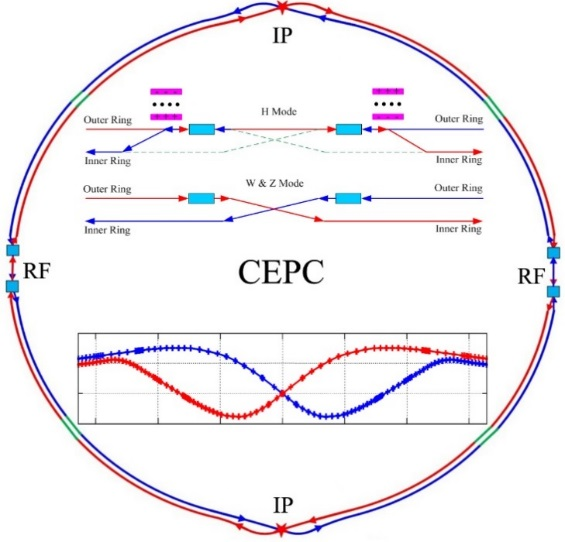 IP
H Mode
Outer Ring
Outer Ring
Inner Ring
Inner Ring
W & Z Mode
Outer Ring
Outer Ring
Inner Ring
Inner Ring
RF
CEPC
RF
IP